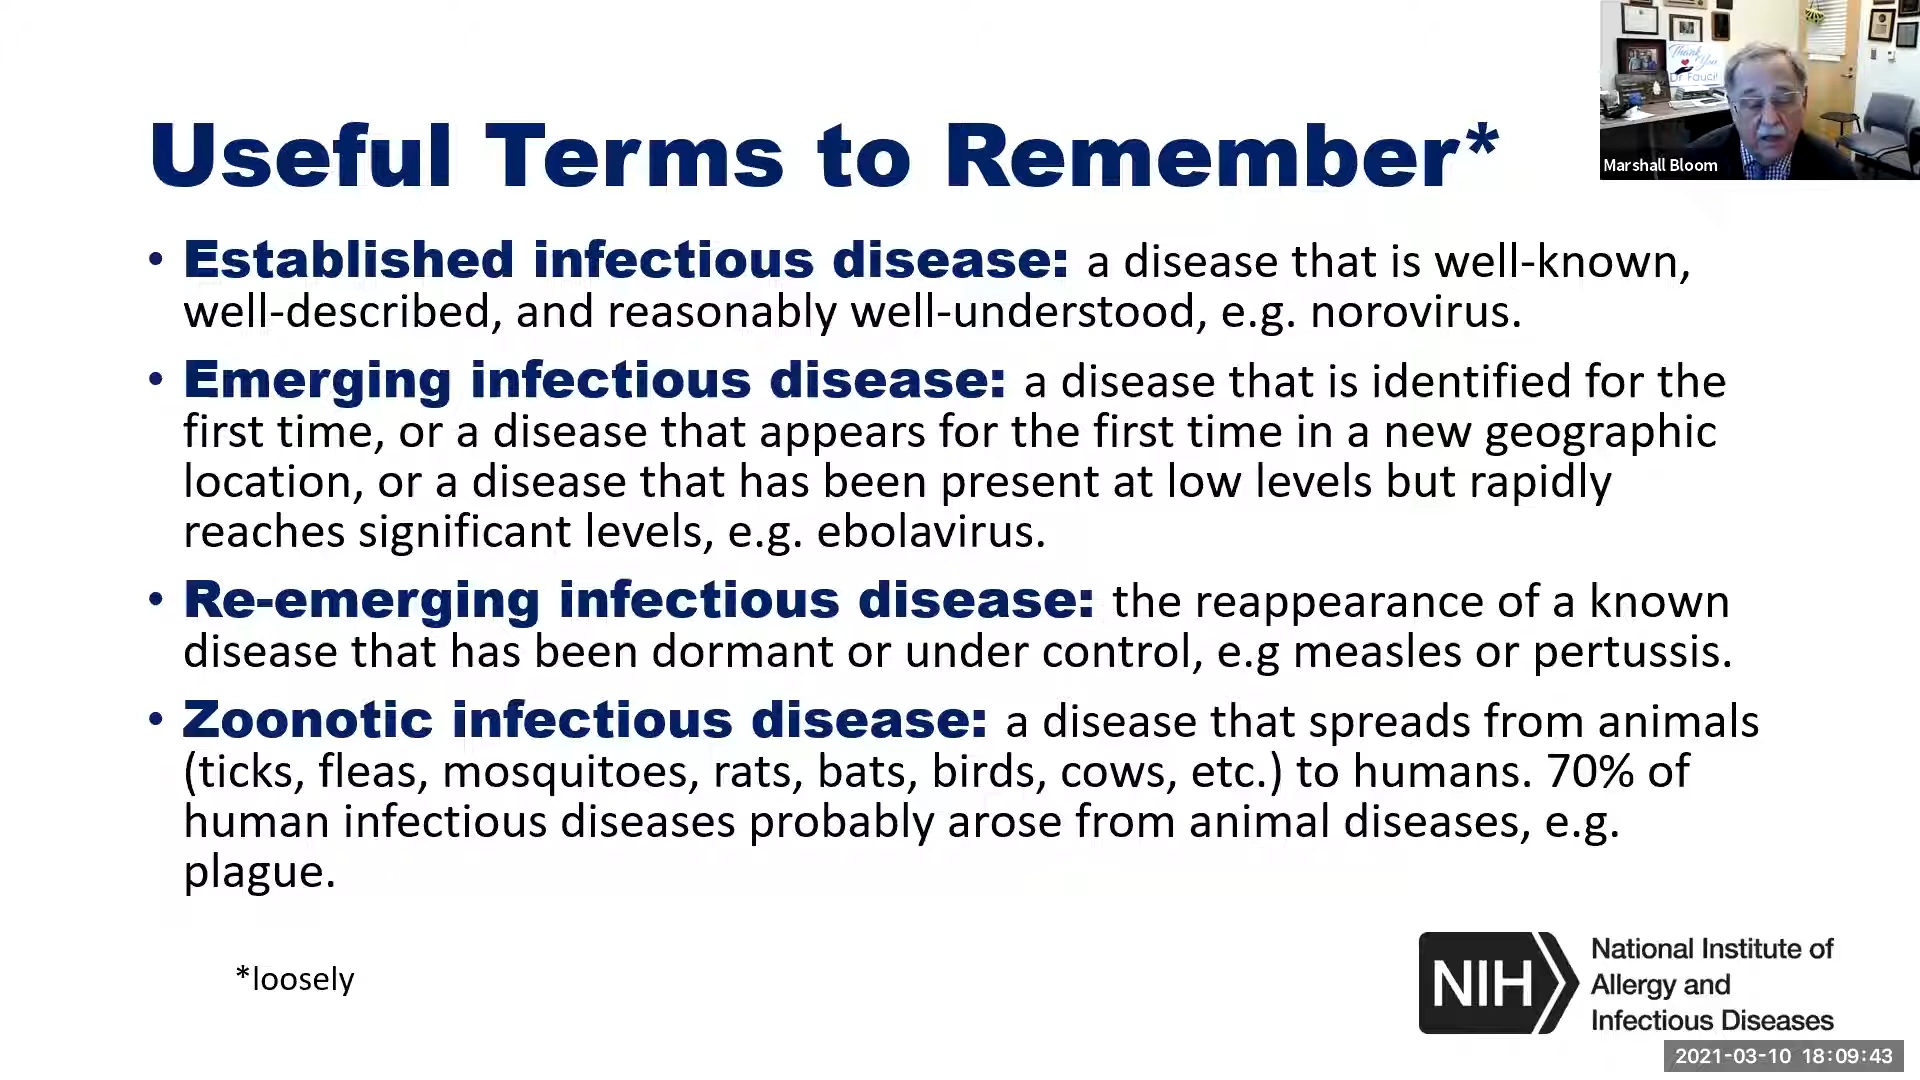 Useful Terms to Remember*
• Established infectious disease: a disease that is well-known,
well-described, and reasonably well-understood, e.g. norovirus.
• Emerging infectious disease: a disease that is identified for the
first time, or a disease that appears for the first time in a new geographic
location, or a disease that has been present at low levels but rapidly
reaches significant levels, e.g. ebolavirus.
• Re-emerging infectious disease: the reappearance of a known
disease that has been dormant or under control, e.g measles or pertussis.
• Zoonotic infectious disease: a disease that spreads from animals
(ticks, fleas, mosquitoes, rats, bats, birds, cows, etc.) to humans. 70% of
human infectious diseases probably arose from animal diseases, e.g.
plague.
*loosely
NIH
National Institute of
Allergy and
Infectious Diseases
Thank
You
Dr Fauci!
Marshall Bloom
2021-03-10 18:09:43